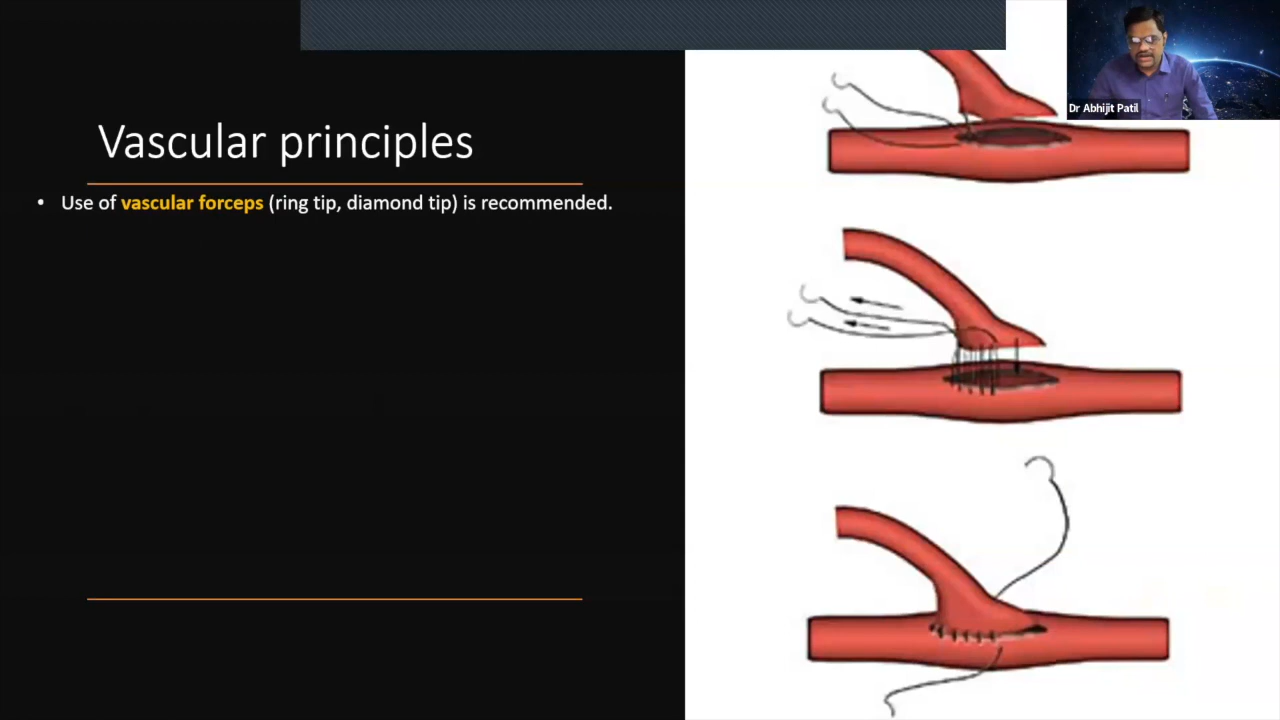 Vascular principles
• Use of vascular forceps (ring tip, diamond tip) is recommended.
Dr Abhijit Patil